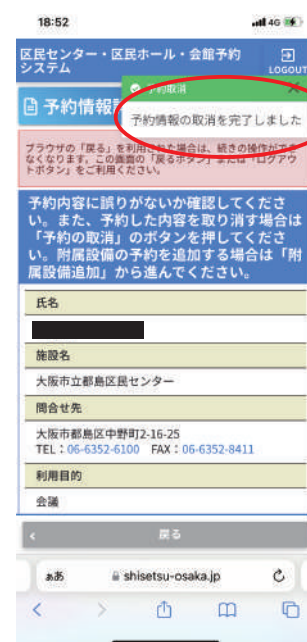 18:52
4G
区民センター・区民ホール・会館予約
システム
LOGOUT
予約取消
予約情報
予約情報の取消を完了しました
ブラウザの「戻る」を利用された場合は、続きの操作ができ
なくなります。この画面の「戻るボタン」または「ログアウ
トボタン」をご利用ください。
予約内容に誤りがないか確認してくださ
い。また、予約した内容を取り消す場合は
「予約の取消」のボタンを押してくださ
い。附属設備の予約を追加する場合は「附
属設備追加」から進んでください。
氏名
施設名
大阪市立都島区民センター
問合せ先
大阪市都島区中野町2-16-25
TEL：06-6352-6100 FAX：06-6352-8411
利用目的
会議
戻る
ああ
shisetsu-osaka.jp